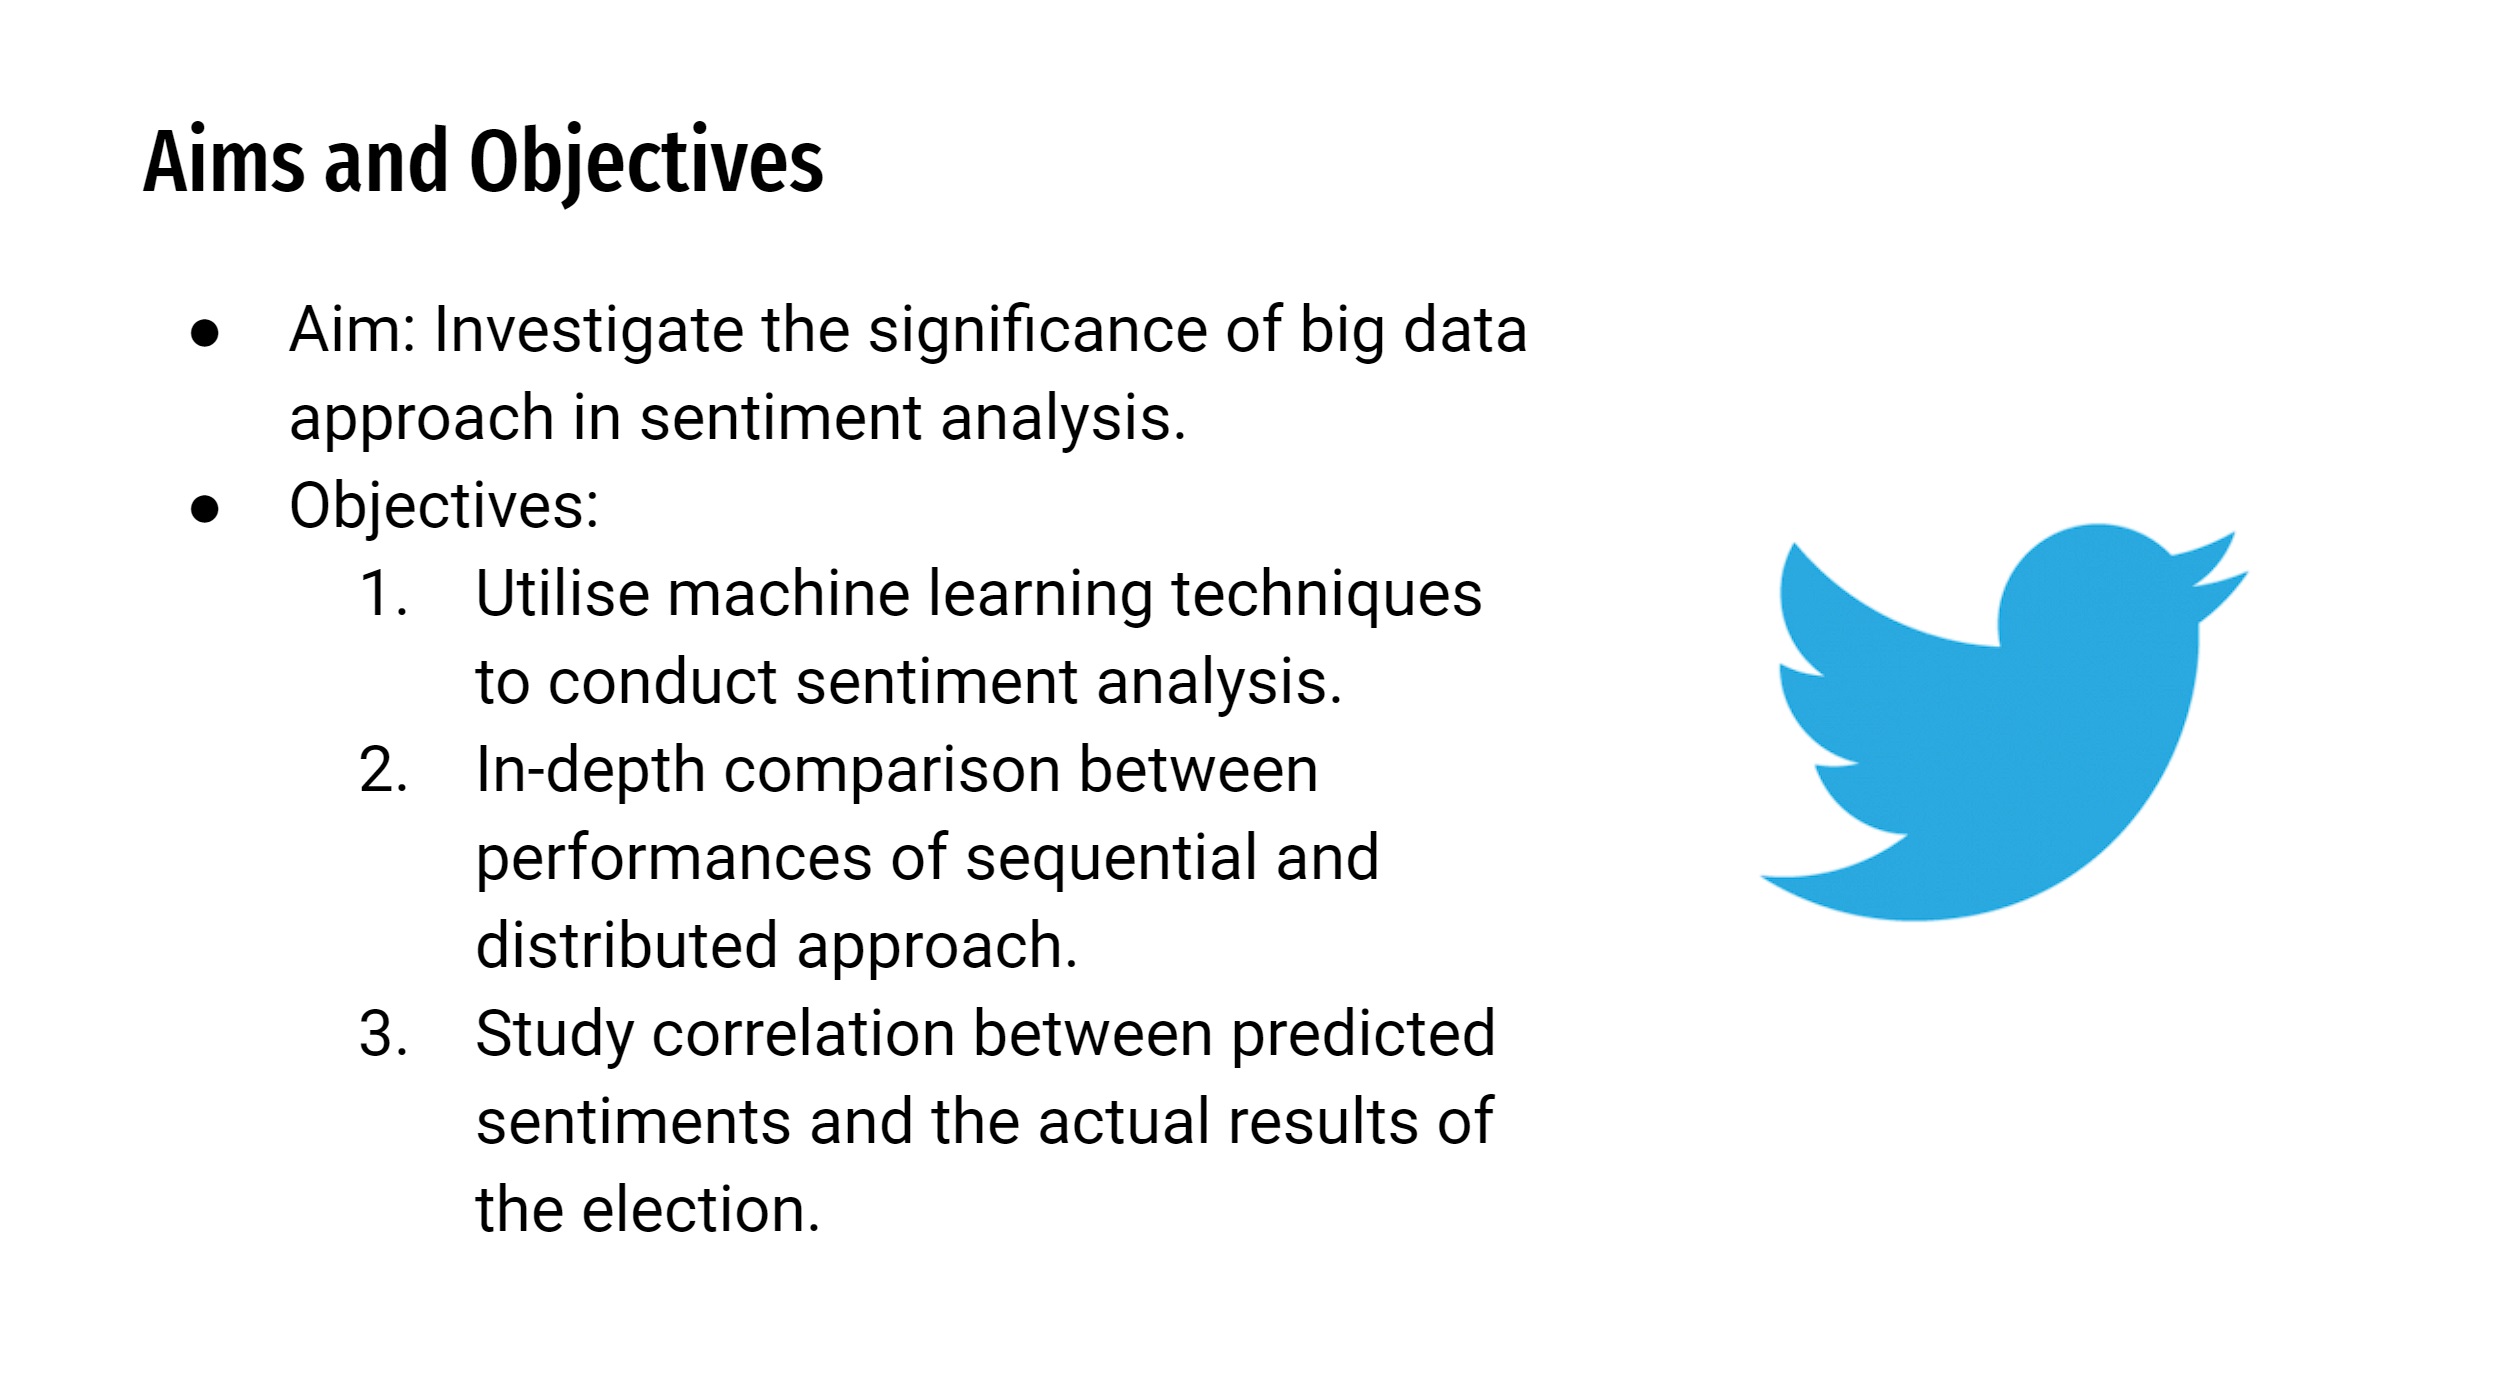 Aims and Objectives
● Aim: Investigate the significance of big data
approach in sentiment analysis.
● Objectives:
1. Utilise machine learning techniques
to conduct sentiment analysis.
2. In-depth comparison between
performances of sequential and
distributed approach.
3. Study correlation between predicted
sentiments and the actual results of
the election.